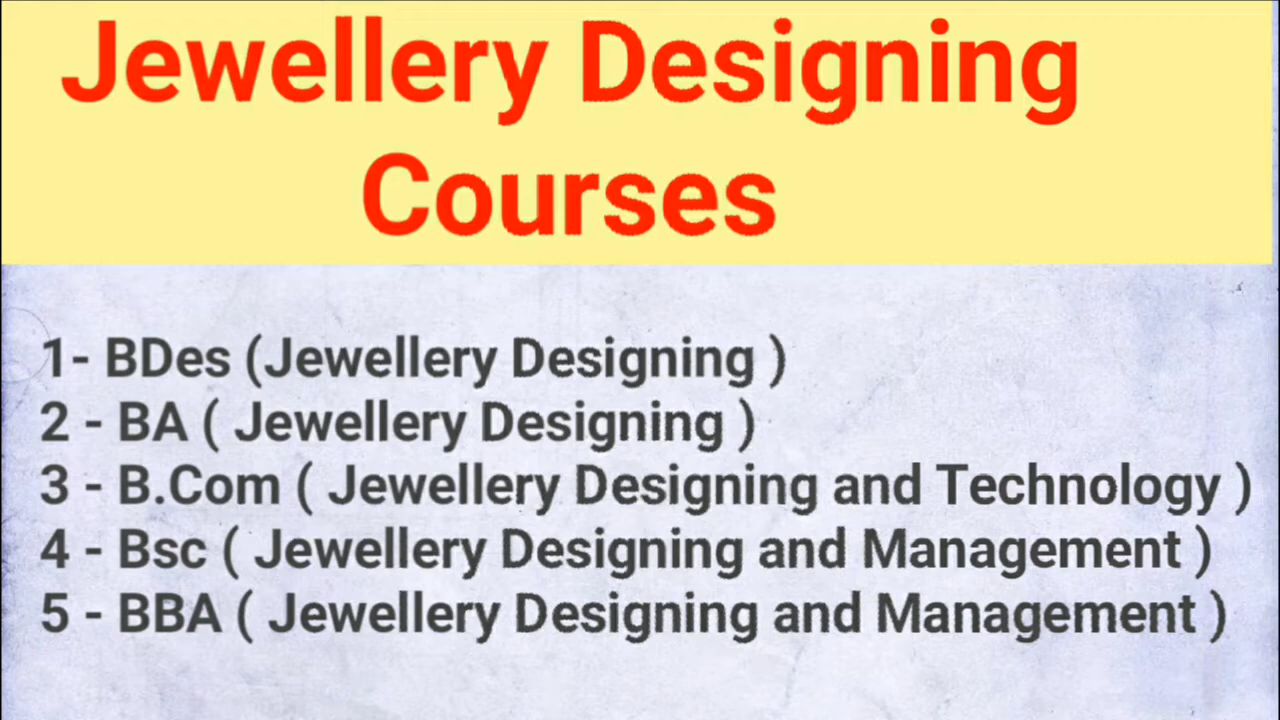 Jewellery Designing
Courses
1- BDes (Jewellery Designing )
2 - BA ( Jewellery Designing )
3 - B.Com ( Jewellery Designing and Technology )
4 - Bsc ( Jewellery Designing and Management )
5 - BBA ( Jewellery Designing and Management )